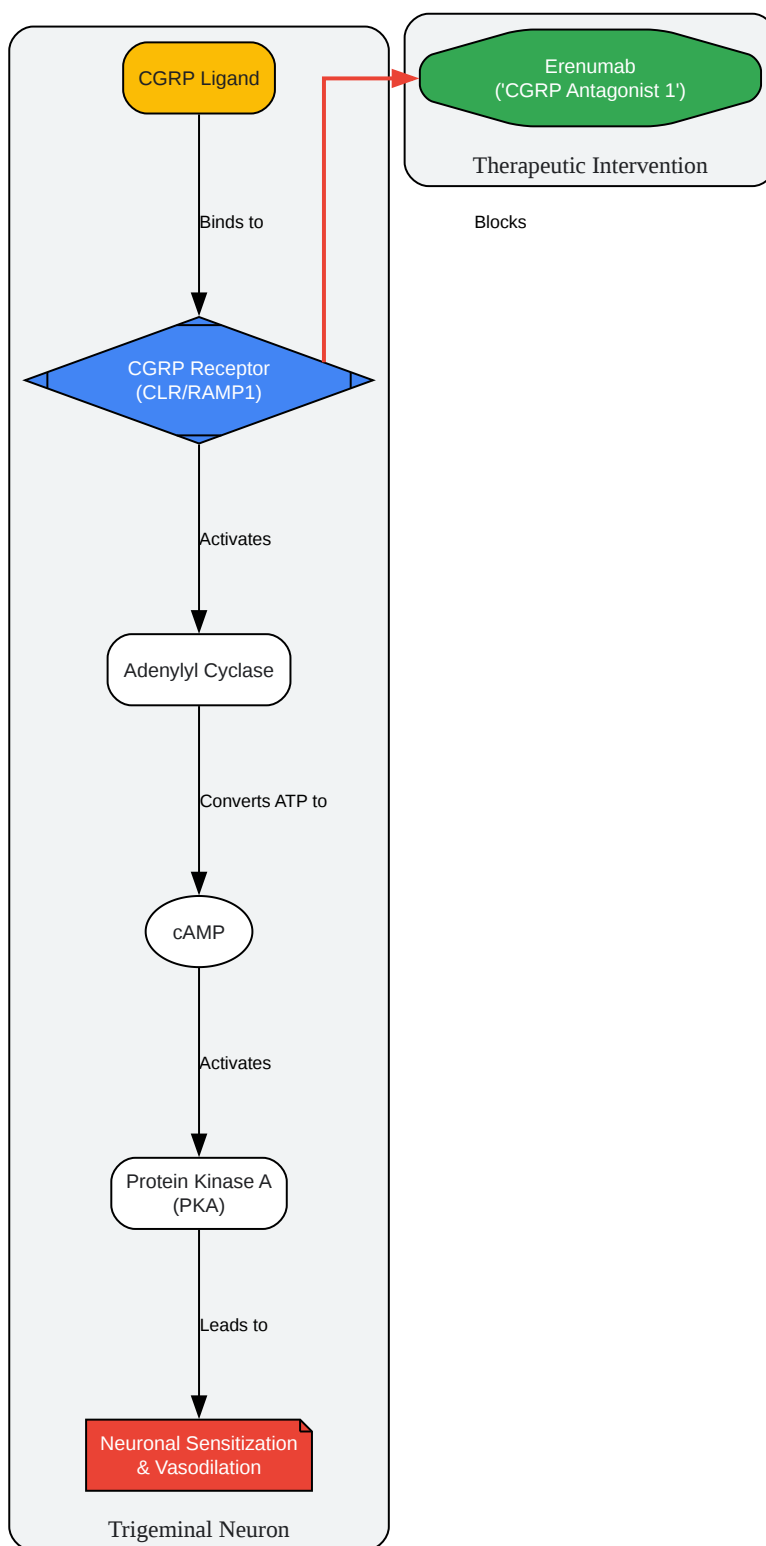 CGRP Ligand
Erenumab
('CGRP Antagonist 1')
Therapeutic Intervention
Binds to
Blocks
CGRP Receptor
(CLR/RAMP1)
Activates
Adenylyl Cyclase
Converts ATP to
cAMP
Activates
Protein Kinase A
(PKA)
Leads to
Neuronal Sensitization
& Vasodilation
Trigeminal Neuron